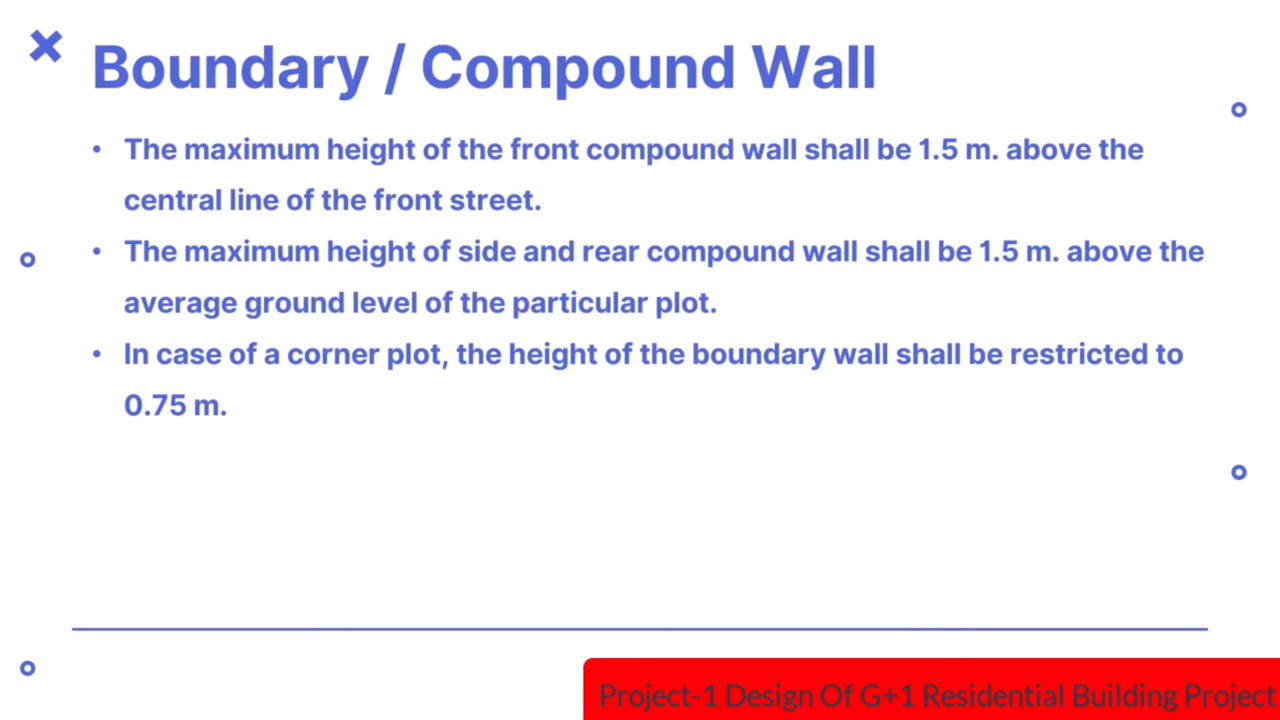 Boundary / Compound Wall
• The maximum height of the front compound wall shall be 1.5 m. above the
central line of the front street.
• The maximum height of side and rear compound wall shall be 1.5 m. above the
average ground level of the particular plot.
• In case of a corner plot, the height of the boundary wall shall be restricted to
0.75 m.
Project-1 Design Of G+1 Residential Building Project